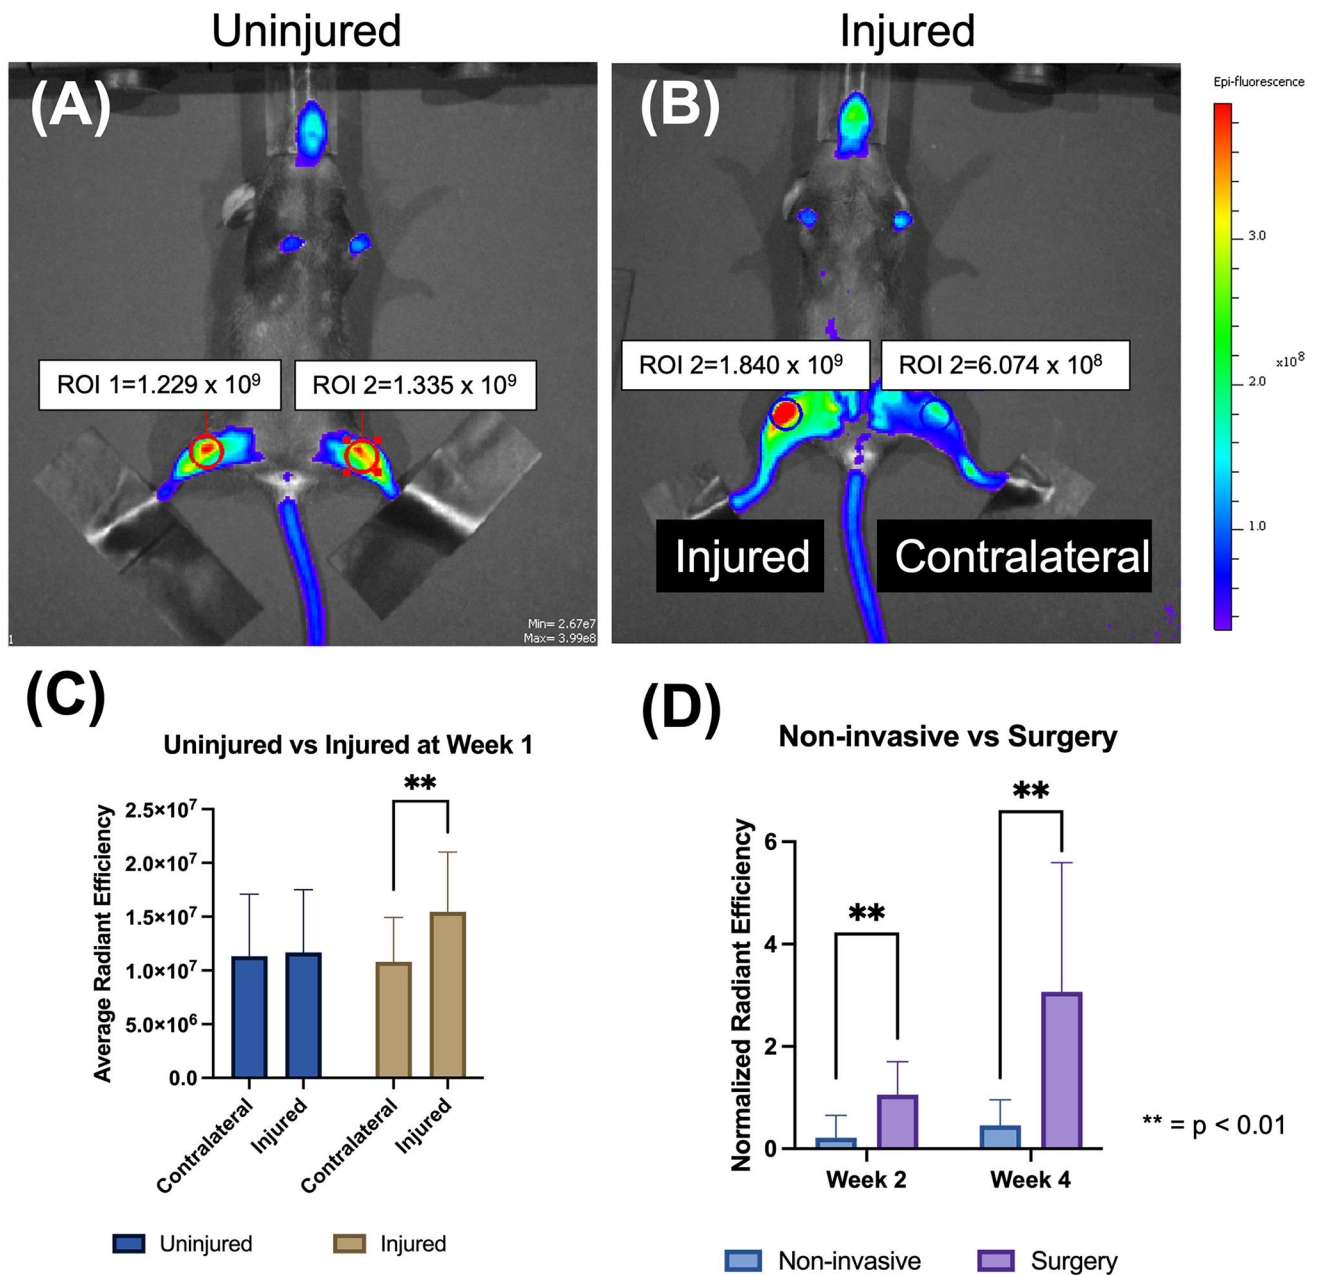 Uninjured
Injured
(A)
(B)
Epi-fluorescence
3.0
2.0
1.0
x10⁸
ROI 1=1.229 x 10⁹
ROI 2=1.335 x 10⁹
ROI 2=1.840 x 10⁹
ROI 2=6.074 x 10⁸
Injured
Contralateral
1
Min= 2.67e7
Max= 3.99e8
(C)
Uninjured vs Injured at Week 1
**
Average Radiant Efficiency
2.5×10⁷
2.0×10⁷
1.5×10⁷
1.0×10⁷
5.0×10⁶
0.0
Contralateral
Injured
Contralateral
Injured
Uninjured
Injured
(D)
Non-invasive vs Surgery
**
**
Normalized Radiant Efficiency
6
4
2
0
Week 2
Week 4
** = p < 0.01
Non-invasive
Surgery